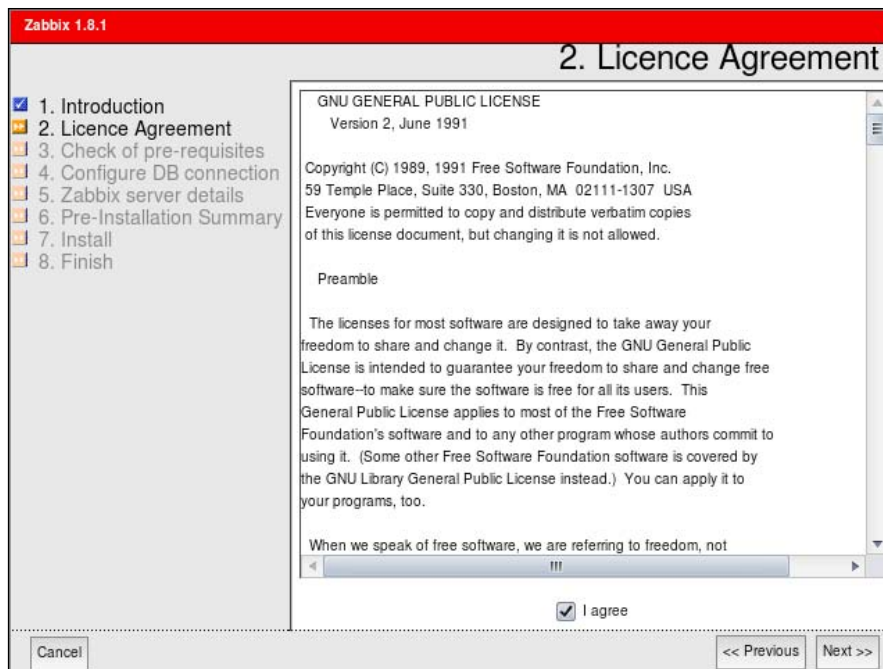 Zabbix 1.8.1
2. Licence Agreement
1. Introduction
2. Licence Agreement
3. Check of pre-requisites
4. Configure DB connection
5. Zabbix server details
6. Pre-Installation Summary
7. Install
8. Finish
GNU GENERAL PUBLIC LICENSE
Version 2, June 1991
Copyright (C) 1989, 1991 Free Software Foundation, Inc.
59 Temple Place, Suite 330, Boston, MA  02111-1307  USA
Everyone is permitted to copy and distribute verbatim copies
of this license document, but changing it is not allowed.
Preamble
The licenses for most software are designed to take away your
freedom to share and change it.  By contrast, the GNU General Public
License is intended to guarantee your freedom to share and change free
software--to make sure the software is free for all its users.  This
General Public License applies to most of the Free Software
Foundation's software and to any other program whose authors commit to
using it.  (Some other Free Software Foundation software is covered by
the GNU Library General Public License instead.)  You can apply it to
your programs, too.
When we speak of free software, we are referring to freedom, not
I agree
Cancel
<< Previous
Next >>